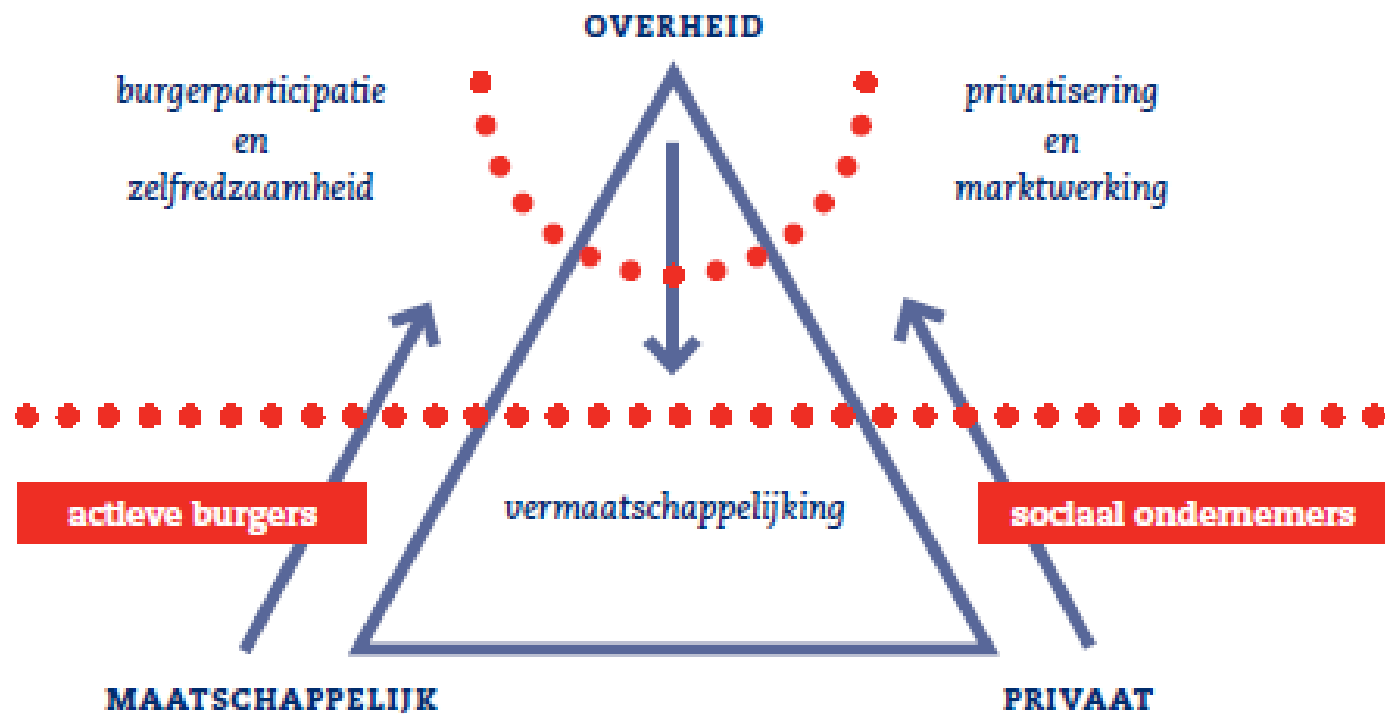 OVERHEID
burgerparticipatie
en
zelfredzaamheid
privatisering
en
marktwerking
actieve burgers
vermaatschappelijking
sociaal ondernemers
MAATSCHAPPELIJK
PRIVAAT